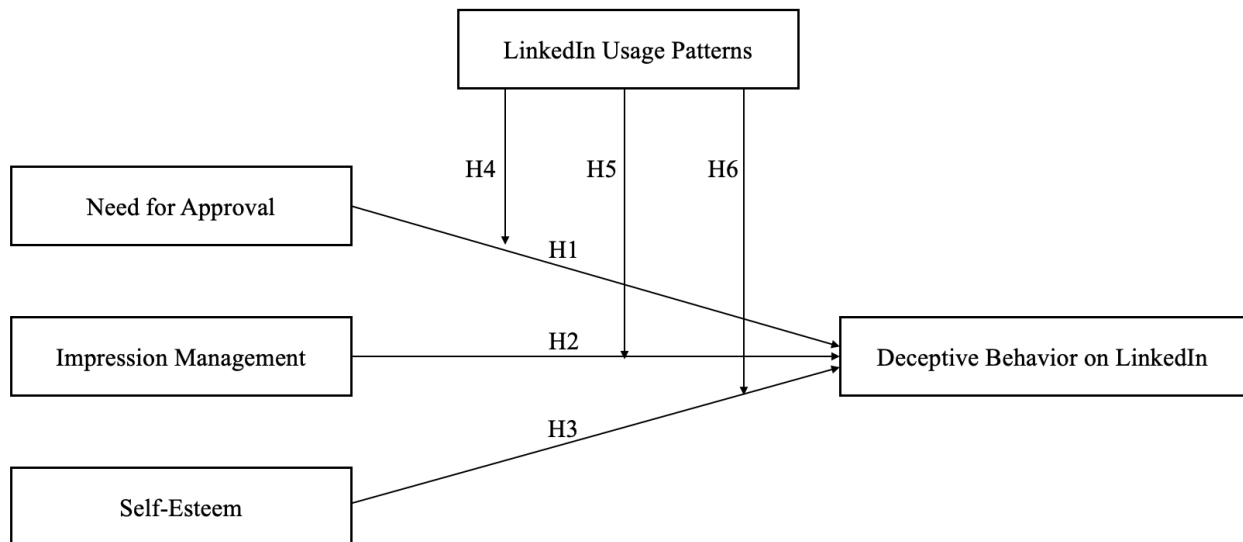 LinkedIn Usage Patterns
H4 H5 H6
Need for Approval
H1
Impression Management
H2
Deceptive Behavior on LinkedIn
H3
Self-Esteem